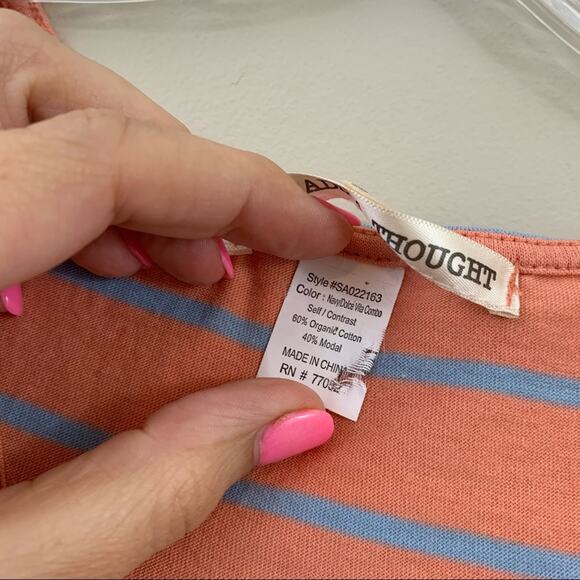 THOUGHT
Style #SA022163
Color : Navy/Dolce Vita Combo
Self / Contrast
60% Organic Cotton
40% Modal
MADE IN CHINA
RN # 77052